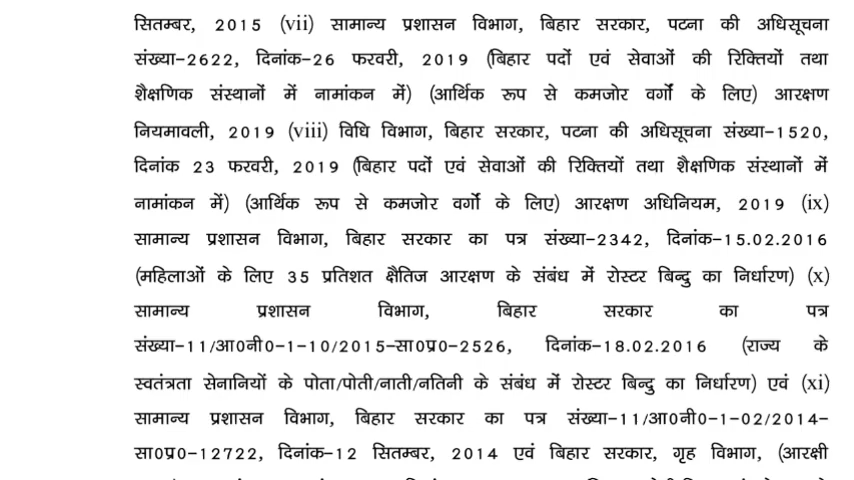 सितम्बर, 2015 (vii) सामान्य प्रशासन विभाग, बिहार सरकार, पटना की अधिसूचना
संख्या-2622, दिनांक-26 फरवरी, 2019 (बिहार पदों एवं सेवाओं की रिक्तियों तथा
शैक्षणिक संस्थानों में नामांकन में) (आर्थिक रूप से कमजोर वर्गों के लिए) आरक्षण
नियमावली, 2019 (viii) विधि विभाग, बिहार सरकार, पटना की अधिसूचना संख्या-1520,
दिनांक 23 फरवरी, 2019 (बिहार पदों एवं सेवाओं की रिक्तियों तथा शैक्षणिक संस्थानों में
नामांकन में) (आर्थिक रूप से कमजोर वर्गों के लिए) आरक्षण अधिनियम, 2019 (ix)
सामान्य प्रशासन विभाग, बिहार सरकार का पत्र संख्या-2342, दिनांक-15.02.2016
(महिलाओं के लिए 35 प्रतिशत क्षैतिज आरक्षण के संबंध में रोस्टर बिन्दु का निर्धारण) (x)
सामान्य प्रशासन विभाग, बिहार सरकार का पत्र
संख्या-11/आ0नी0-1-10/2015-सा0प्र0-2526, दिनांक-18.02.2016 (राज्य के
स्वतंत्रता सेनानियों के पोता/पोती/नाती/नतिनी के संबंध में रोस्टर बिन्दु का निर्धारण) एवं (xi)
सामान्य प्रशासन विभाग, बिहार सरकार का पत्र संख्या-11/आ0नी0-1-02/2014-
सा0प्र0-12722, दिनांक-12 सितम्बर, 2014 एवं बिहार सरकार, गृह विभाग, (आरक्षी